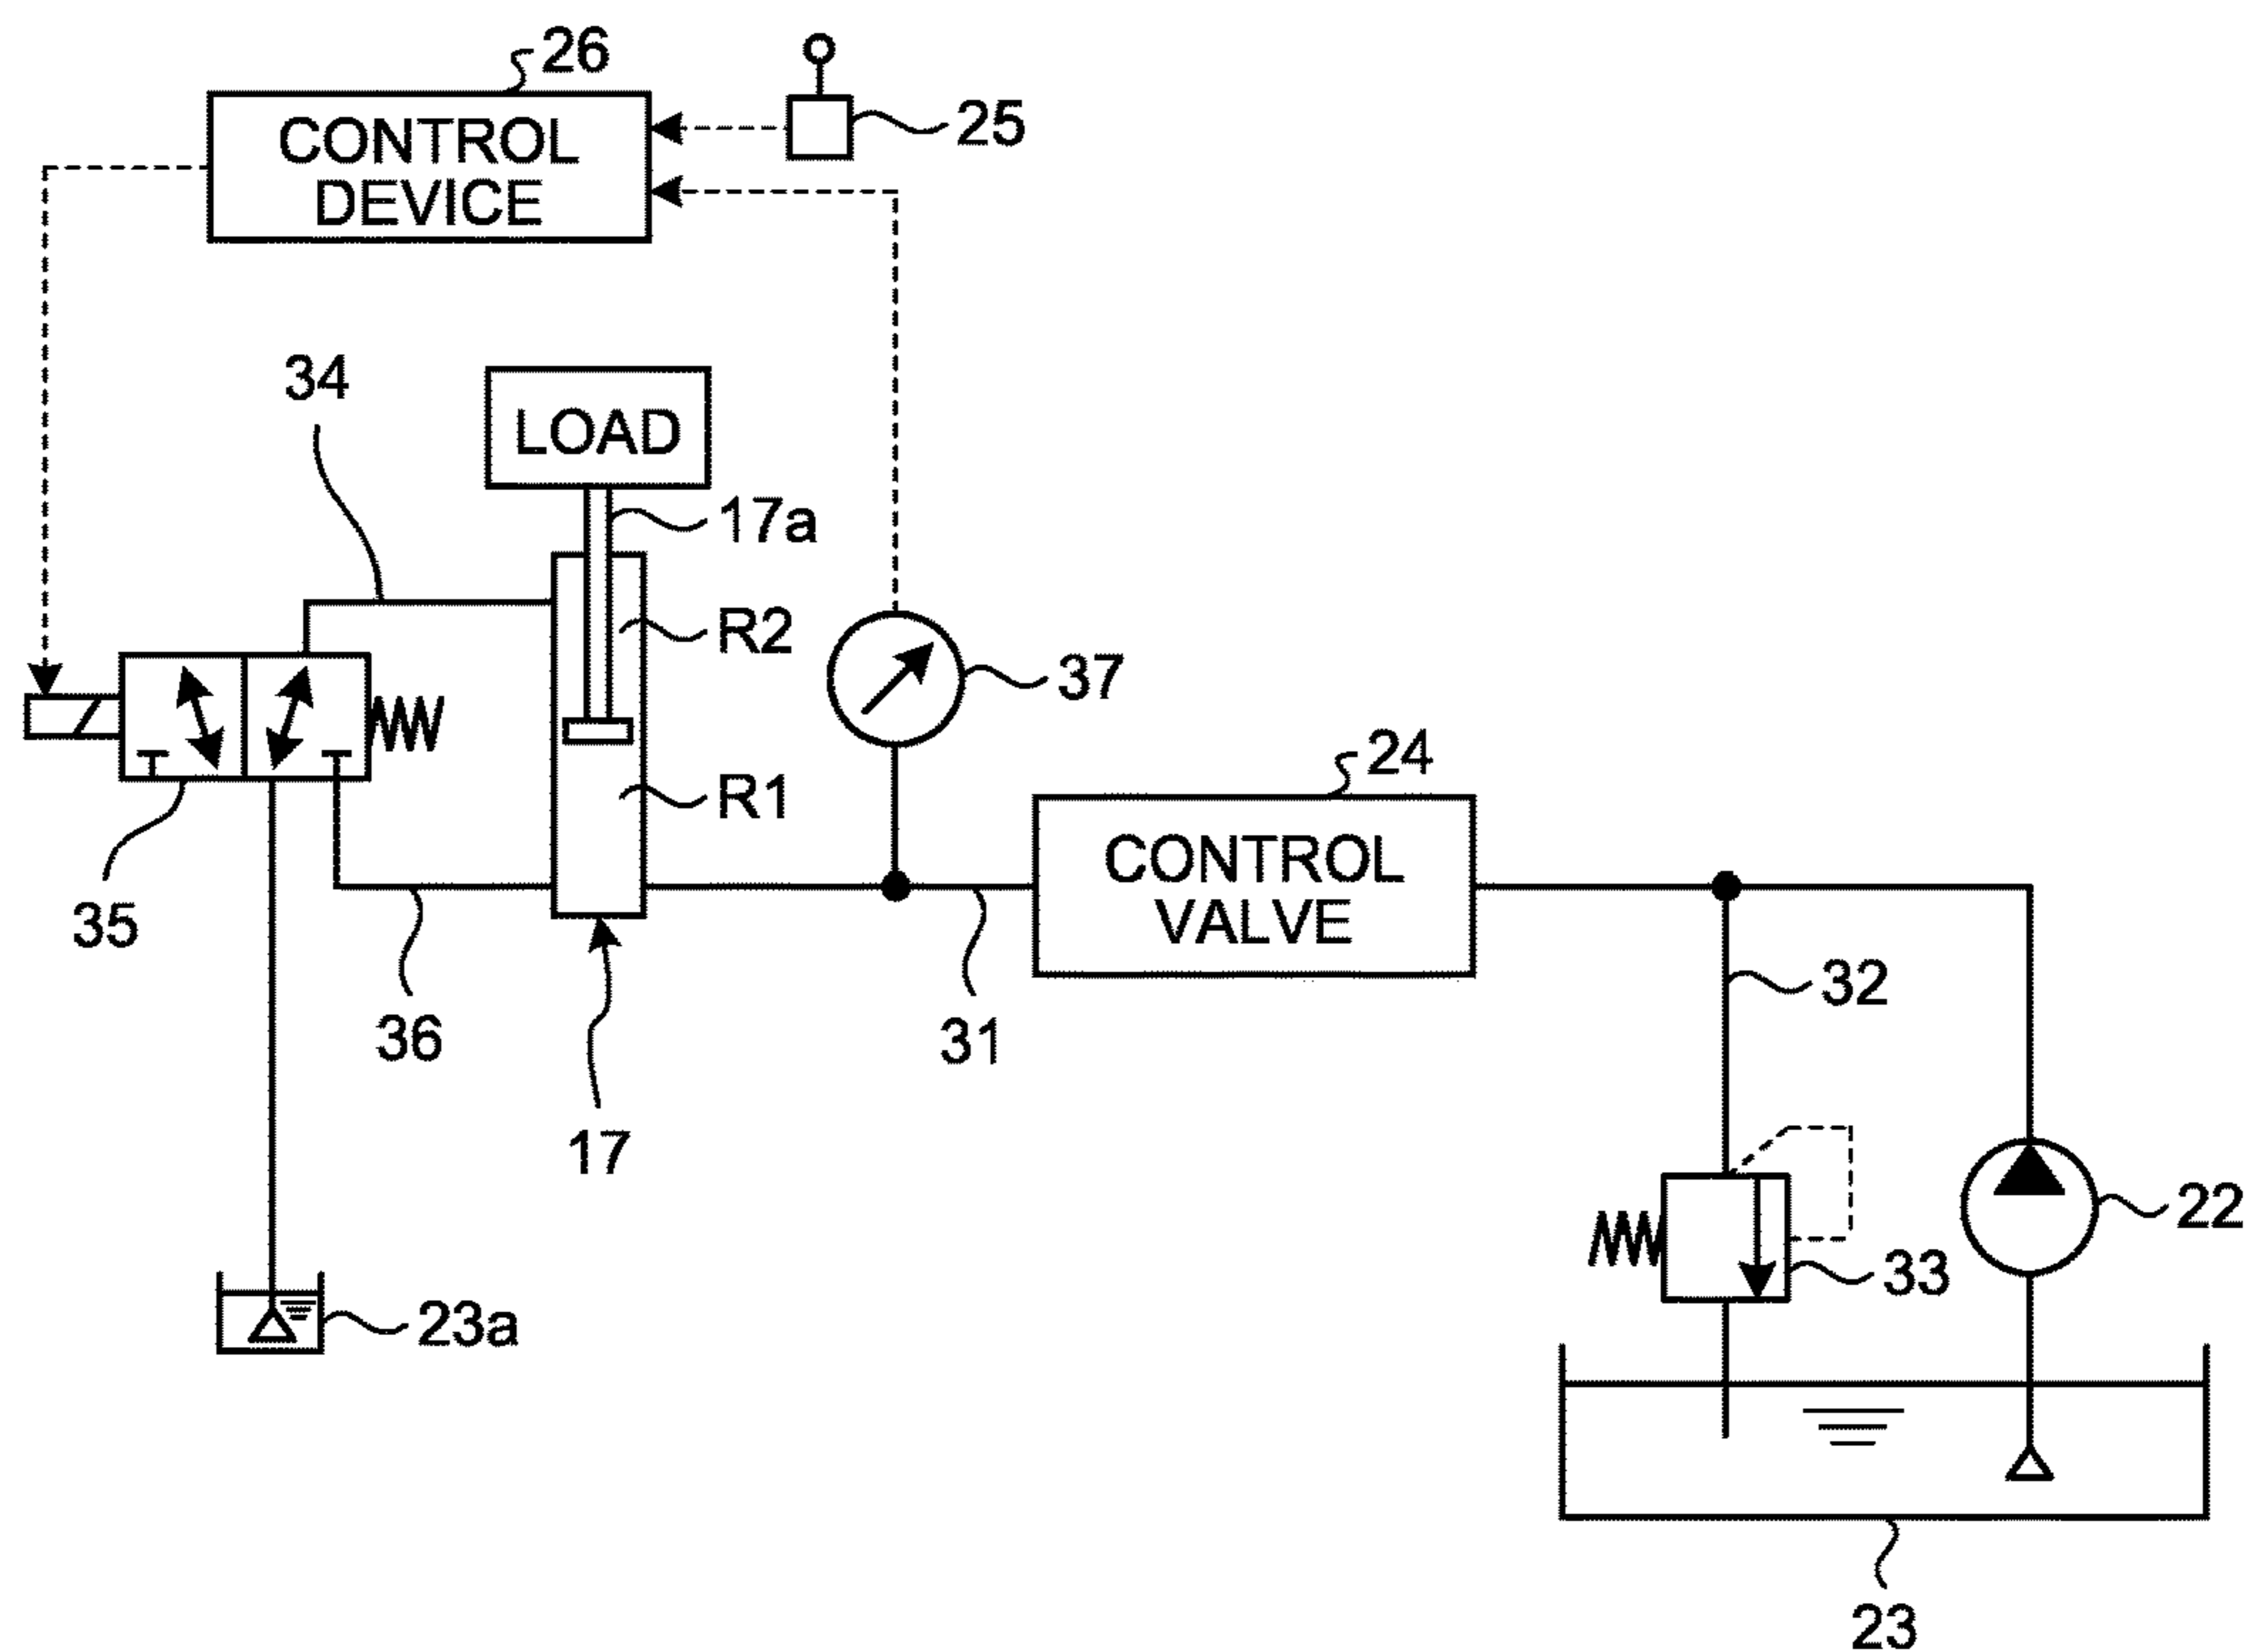 26
25
CONTROL
DEVICE
34
LOAD
17a
R2
37
R1
24
CONTROL
VALVE
35
32
36
31
17
22
33
23a
23